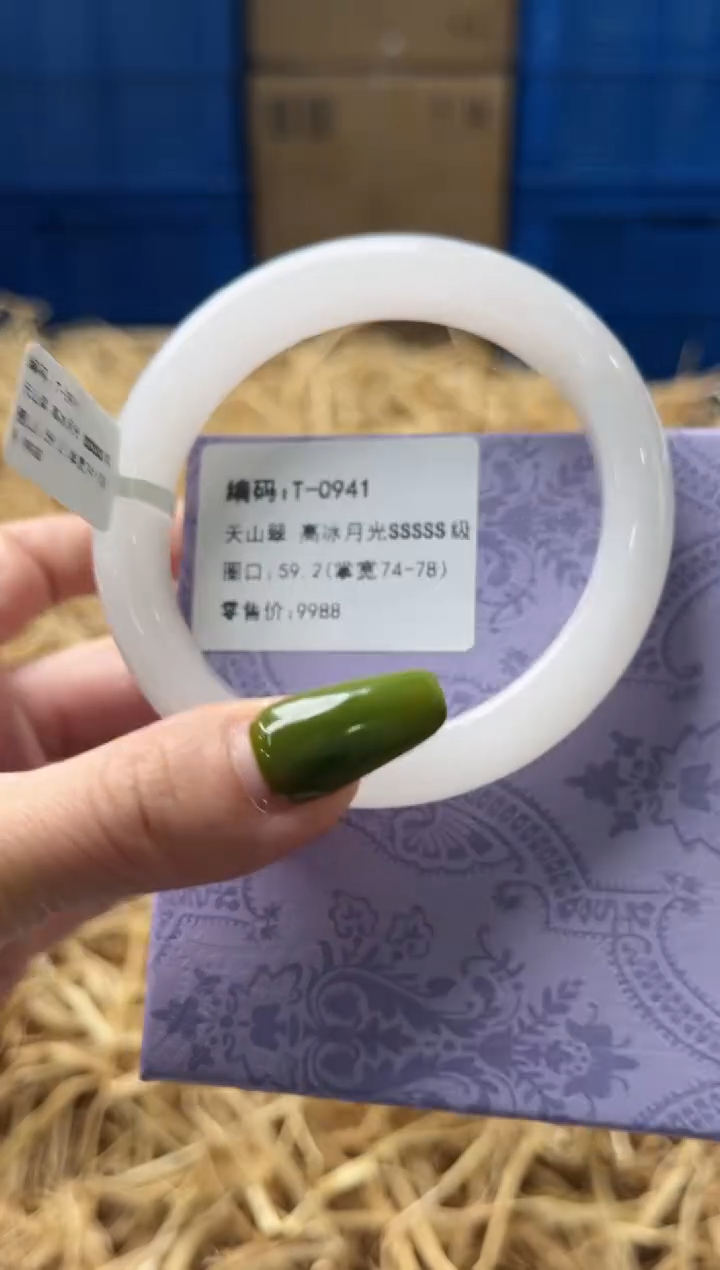 编码:T-0941
天山翠 高冰月光SSSSS级
圈口:59.2(掌宽74-78)
零售价:9988